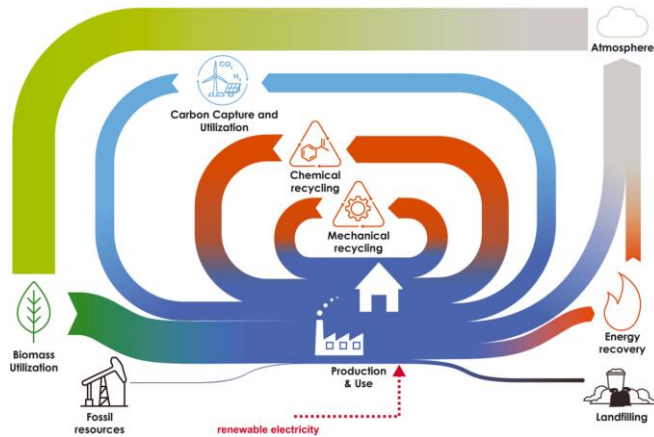 Atmosphere
CO₂
H₂
Carbon Capture and
Utilization
Chemical
recycling
Mechanical
recycling
Biomass
Utilization
Energy
recovery
Production
& Use
Fossil
resources
Landfilling
renewable electricity